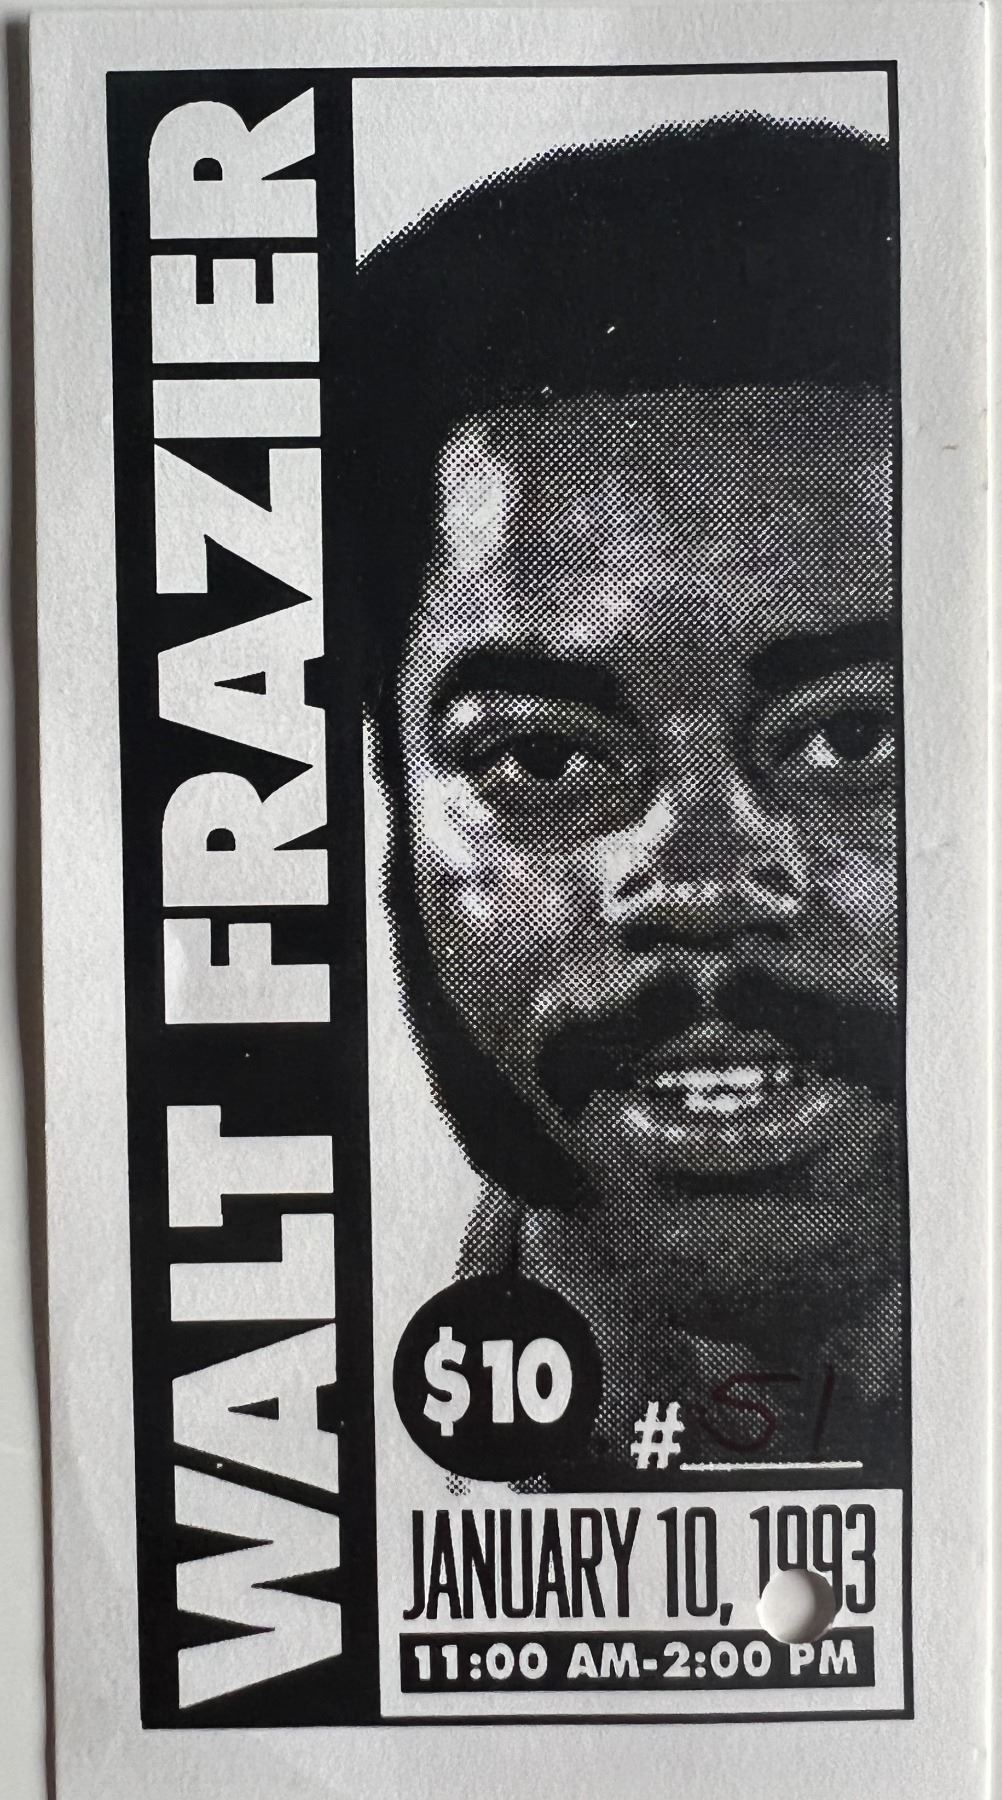 WALT FRAZIER
$10
# 51
JANUARY 10, 1993
11:00 AM-2:00 PM